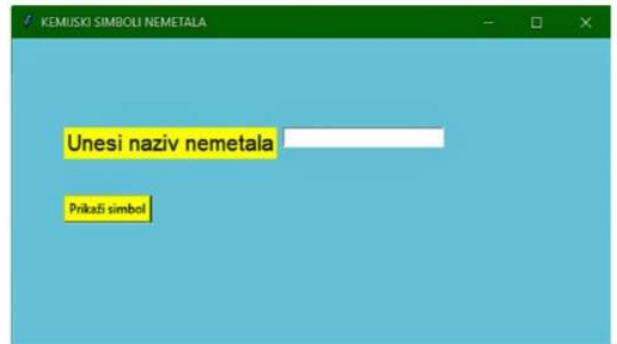 KEMIJSKI SIMBOLI NEMETALA
Unesi naziv nemetala
Prikaži simbol